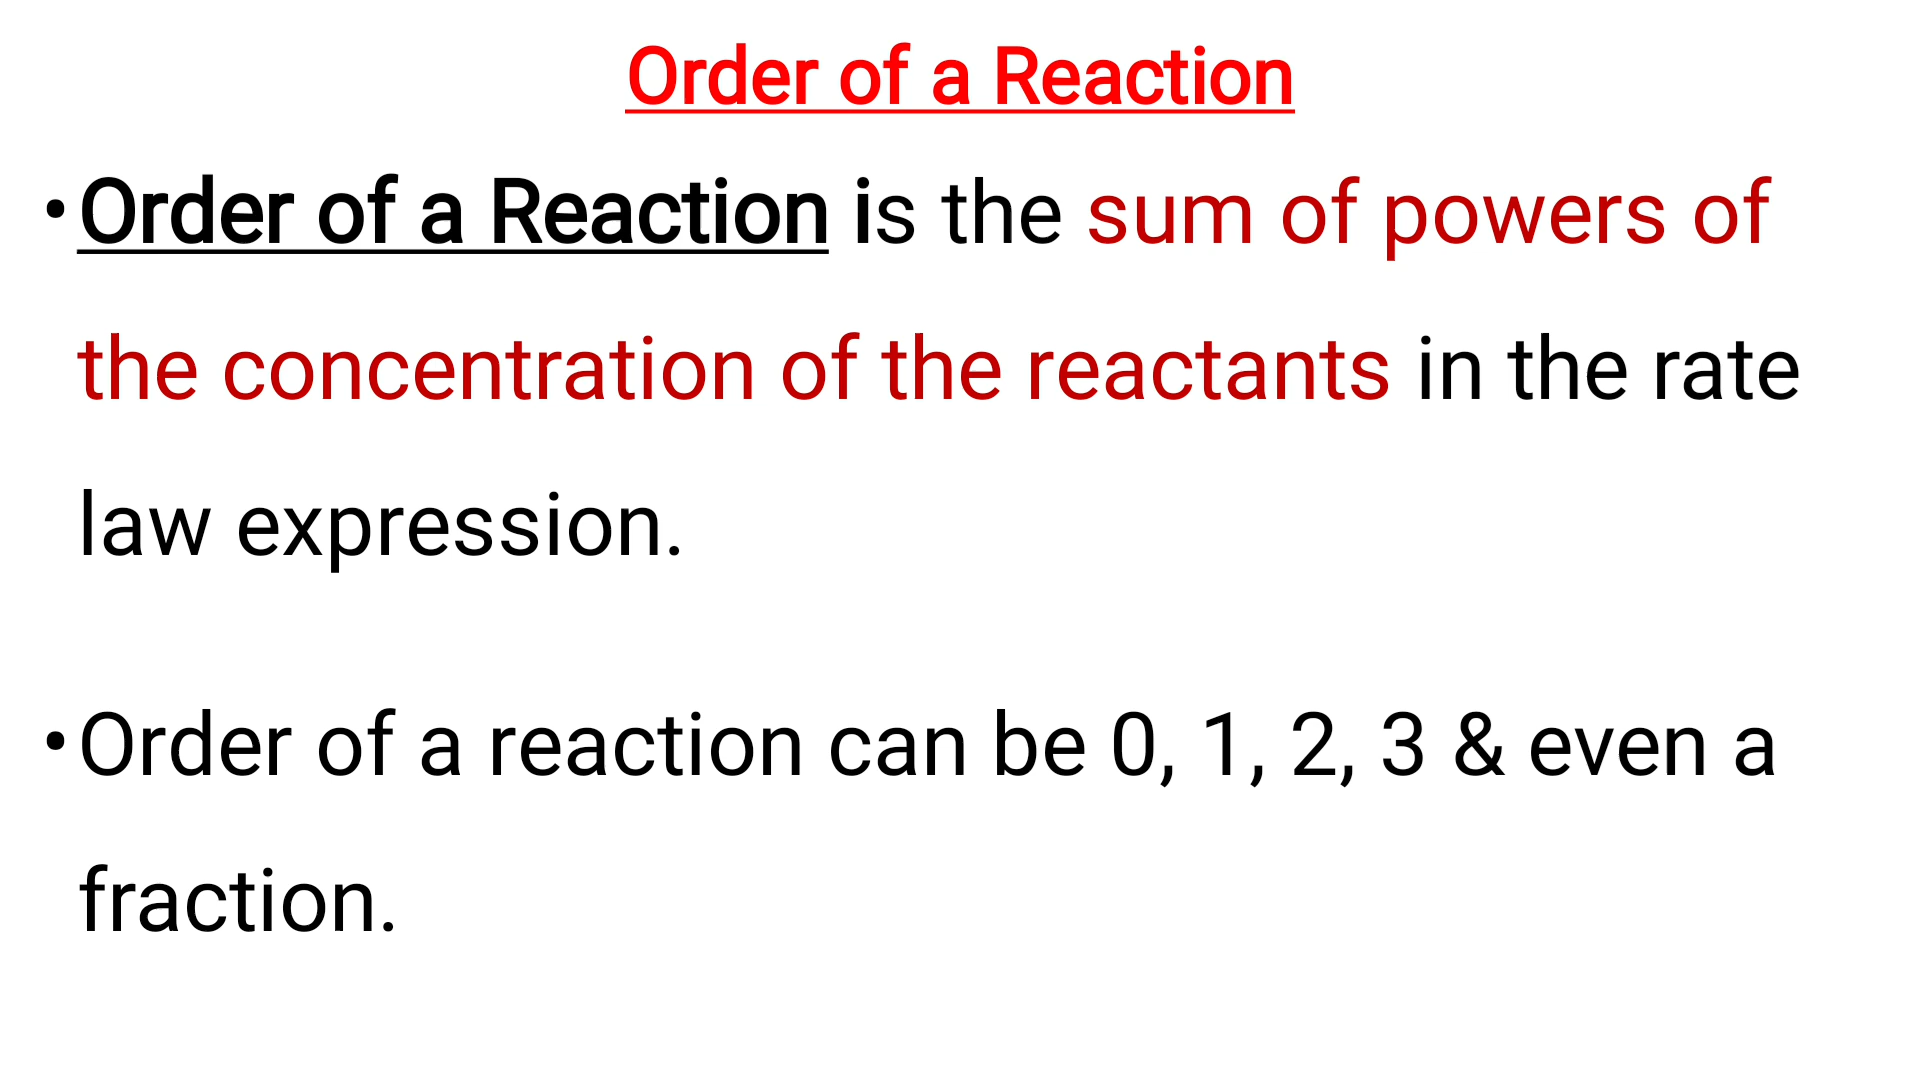 Order of a Reaction
•Order of a Reaction is the sum of powers of
the concentration of the reactants in the rate
law expression.
•Order of a reaction can be 0, 1, 2, 3 & even a
fraction.